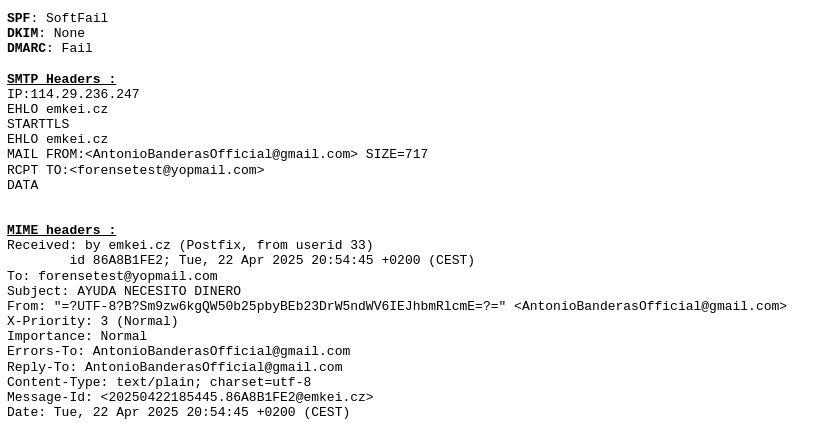 SPF: SoftFail
DKIM: None
DMARC: Fail
SMTP Headers :
IP:114.29.236.247
EHLO emkei.cz
STARTTLS
EHLO emkei.cz
MAIL FROM:<AntonioBanderasOfficial@gmail.com> SIZE=717
RCPT TO:<forensetest@yopmail.com>
DATA
MIME headers :
Received: by emkei.cz (Postfix, from userid 33)
id 86A8B1FE2; Tue, 22 Apr 2025 20:54:45 +0200 (CEST)
To: forensetest@yopmail.com
Subject: AYUDA NECESITO DINERO
From: "=?UTF-8?B?Sm9zw6kgQW50b25pbyBEb23DrW5ndWV6IEJhbmRlcmE=?=" <AntonioBanderasOfficial@gmail.com>
X-Priority: 3 (Normal)
Importance: Normal
Errors-To: AntonioBanderasOfficial@gmail.com
Reply-To: AntonioBanderasOfficial@gmail.com
Content-Type: text/plain; charset=utf-8
Message-Id: <20250422185445.86A8B1FE2@emkei.cz>
Date: Tue, 22 Apr 2025 20:54:45 +0200 (CEST)